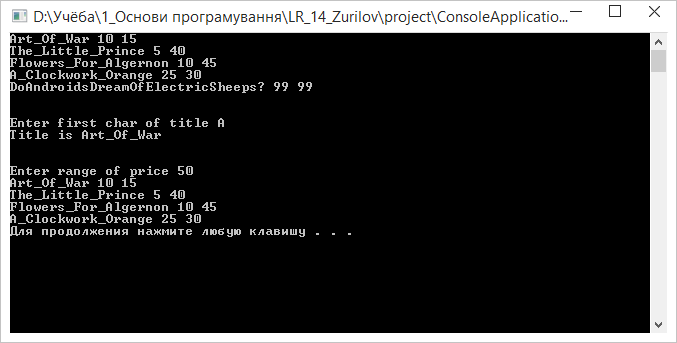 D:\Учёба\1_Основи програмування\LR_14_Zurilov\project\ConsoleApplicatio...
Art_Of_War 10 15
The_Little_Prince 5 40
Flowers_For_Algernon 10 45
A_Clockwork_Orange 25 30
DoAndroidsDreamOfElectricSheeps? 99 99
Enter first char of title A
Title is Art_Of_War
Enter range of price 50
Art_Of_War 10 15
The_Little_Prince 5 40
Flowers_For_Algernon 10 45
A_Clockwork_Orange 25 30
Для продолжения нажмите любую клавишу . . .